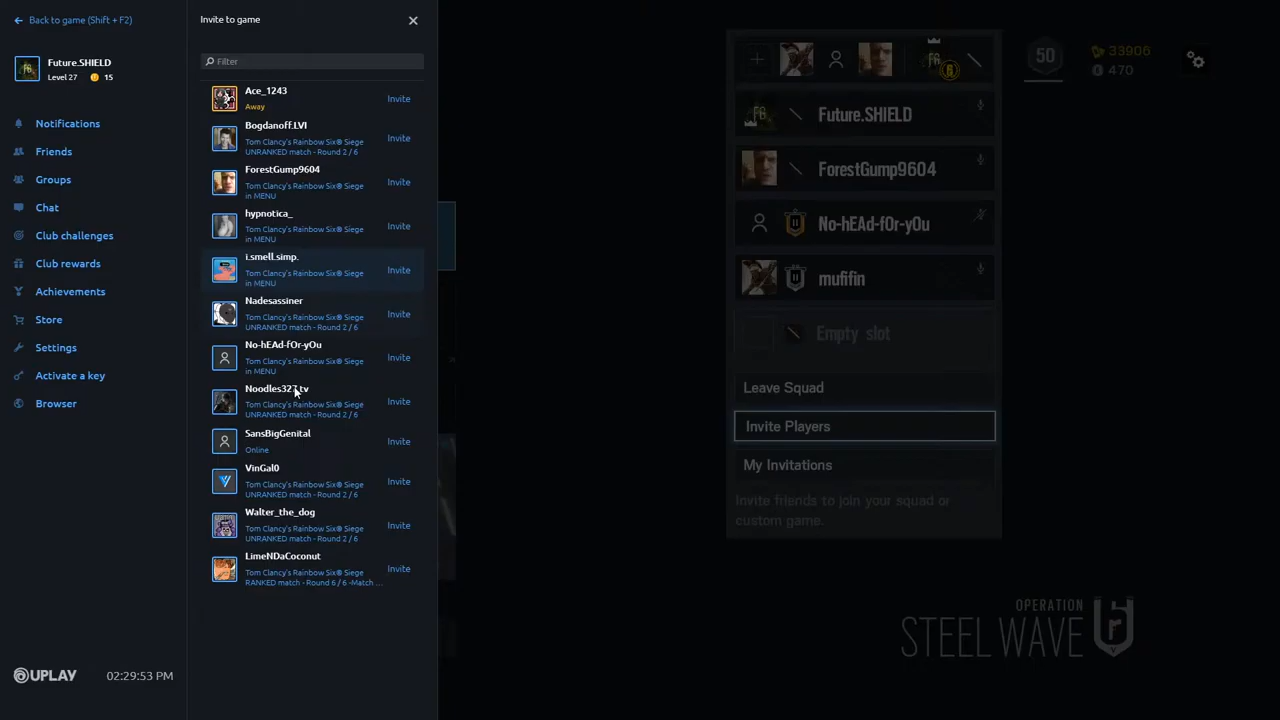 Back to game (Shift + F2)
Future.SHIELD
Level 27 15
Notifications
Friends
Groups
Chat
Club challenges
Club rewards
Achievements
Store
Settings
Activate a key
Browser
UPLAY
02:29:53 PM
Invite to game
Filter
Ace_1243
Away
Invite
Bogdanoff.LVI
Tom Clancy's Rainbow Six® Siege
UNRANKED match - Round 2 / 6
Invite
ForestGump9604
Tom Clancy's Rainbow Six® Siege
in MENU
Invite
hypnotica_
Tom Clancy's Rainbow Six® Siege
in MENU
Invite
i.smell.simp.
Tom Clancy's Rainbow Six® Siege
in MENU
Invite
Nadesassiner
Tom Clancy's Rainbow Six® Siege
UNRANKED match - Round 2 / 6
Invite
No-hEAd-fOr-yOu
Tom Clancy's Rainbow Six® Siege
in MENU
Invite
Noodles327.tv
Tom Clancy's Rainbow Six® Siege
UNRANKED match - Round 2 / 6
Invite
SansBigGenital
Online
Invite
VinGal0
Tom Clancy's Rainbow Six® Siege
UNRANKED match - Round 2 / 6
Invite
Walter_the_dog
Tom Clancy's Rainbow Six® Siege
UNRANKED match - Round 2 / 6
Invite
LimeNDaCoconut
Tom Clancy's Rainbow Six® Siege
RANKED match - Round 6 / 6 -Match ...
Invite
50
33906
470
Future.SHIELD
ForestGump9604
No-hEAd-fOr-yOu
mufifin
Empty slot
Leave Squad
Invite Players
My Invitations
Invite friends to join your squad or
custom game.
OPERATION
STEEL WAVE